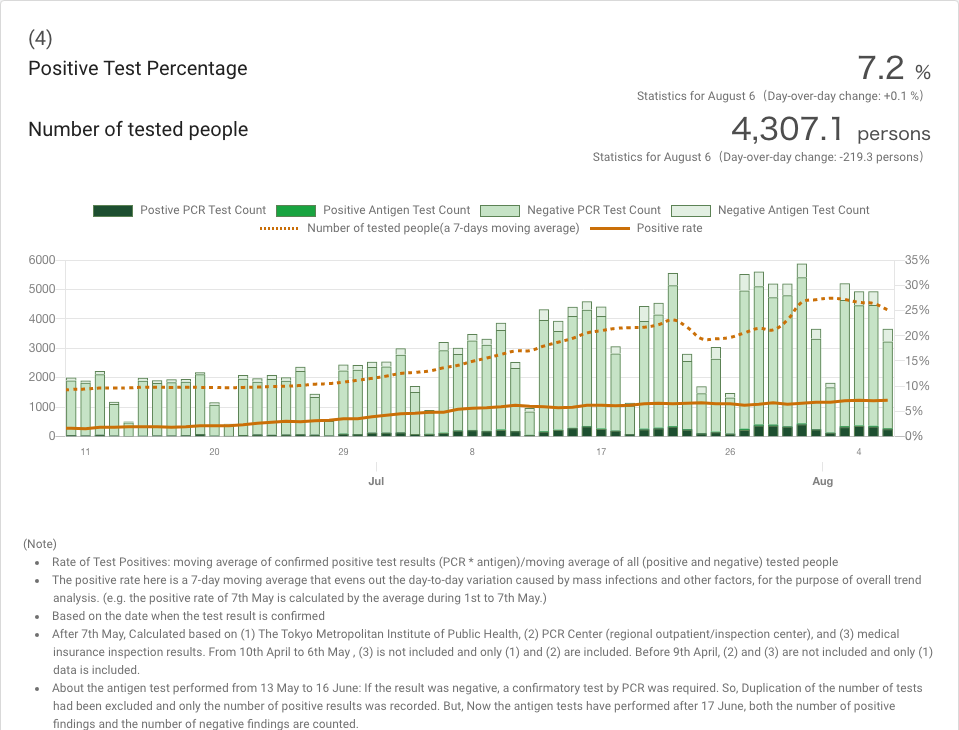 (4)
Positive Test Percentage
7.2 %
Statistics for August 6（Day-over-day change: +0.1 %）
Number of tested people
4,307.1 persons
Statistics for August 6（Day-over-day change: -219.3 persons）
Postive PCR Test Count Positive Antigen Test Count Negative PCR Test Count Negative Antigen Test Count
Number of tested people(a 7-days moving average) Positive rate
6000 35%
5000 30%
4000 25%
3000 20%
2000 15%
1000 10%
0 5%
0%
11 20 29 8 17 26 4
Jul Aug
(Note)
• Rate of Test Positives: moving average of confirmed positive test results (PCR * antigen)/moving average of all (positive and negative) tested people
• The positive rate here is a 7-day moving average that evens out the day-to-day variation caused by mass infections and other factors, for the purpose of overall trend
analysis. (e.g. the positive rate of 7th May is calculated by the average during 1st to 7th May.)
• Based on the date when the test result is confirmed
• After 7th May, Calculated based on (1) The Tokyo Metropolitan Institute of Public Health, (2) PCR Center (regional outpatient/inspection center), and (3) medical
insurance inspection results. From 10th April to 6th May , (3) is not included and only (1) and (2) are included. Before 9th April, (2) and (3) are not included and only (1)
data is included.
• About the antigen test performed from 13 May to 16 June: If the result was negative, a confirmatory test by PCR was required. So, Duplication of the number of tests
had been excluded and only the number of positive results was recorded. But, Now the antigen tests have performed after 17 June, both the number of positive
findings and the number of negative findings are counted.